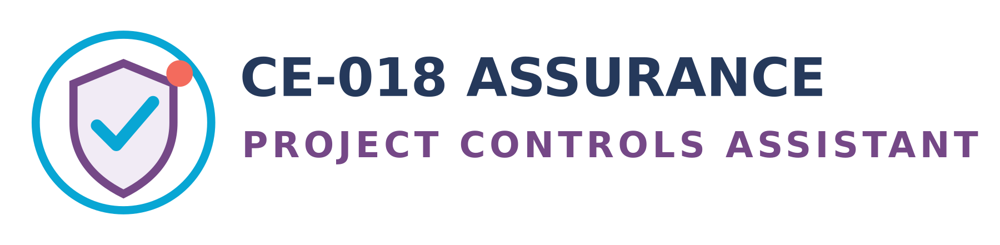 CE-018 ASSURANCE
PROJECT CONTROLS ASSISTANT